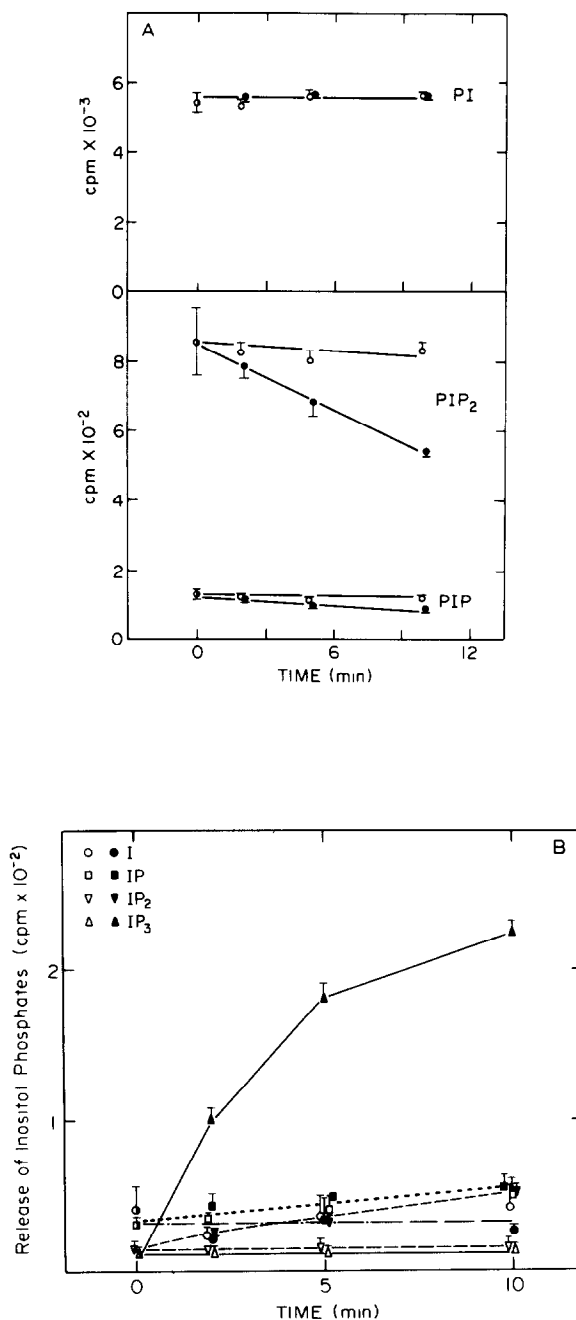 A
cpm X 10⁻³
6
4
2
0
PI
cpm X 10⁻²
8
6
4
2
0
PIP₂
PIP
0 6 12
TIME (min)
B
Release of Inositol Phosphates (cpm x 10⁻²)
2
1
I
IP
IP₂
IP₃
0 5 10
TIME (min)